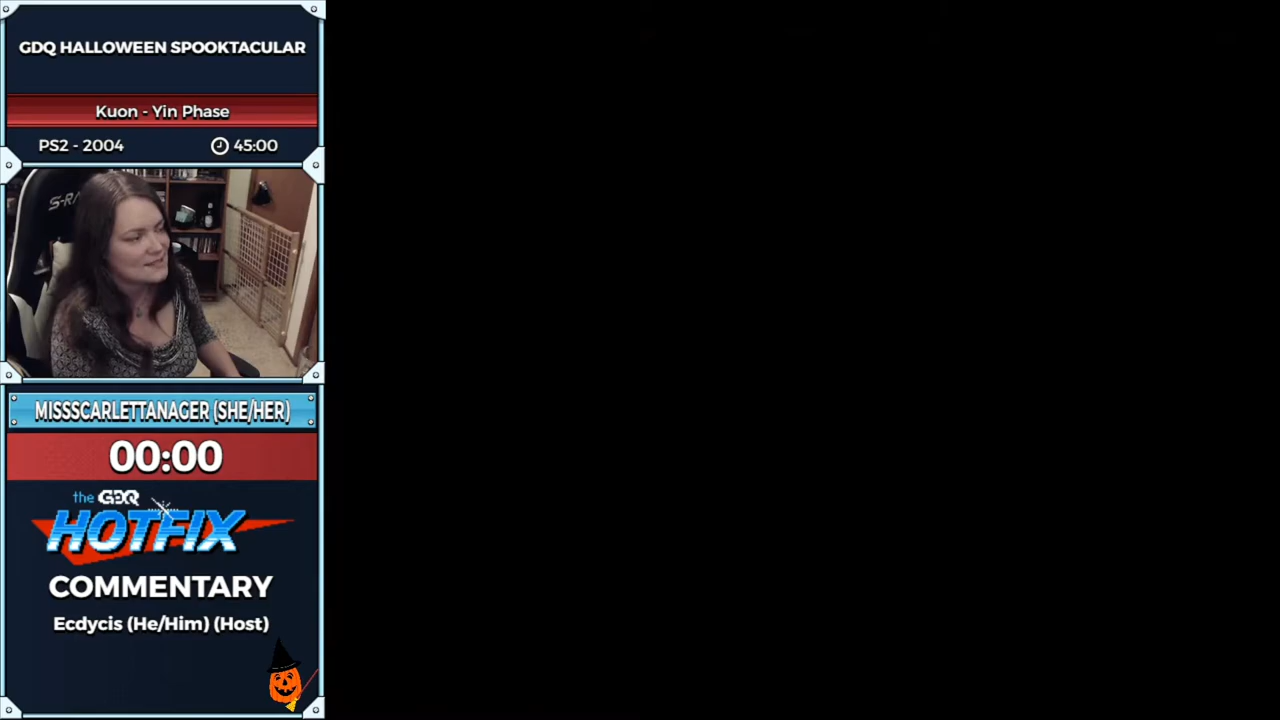 GDQ HALLOWEEN SPOOKTACULAR
Kuon - Yin Phase
PS2 - 2004
45:00
MISSSCARLETTANAGER (SHE/HER)
00:00
the GDQ
HOTFIX
COMMENTARY
Ecdycis (He/Him) (Host)